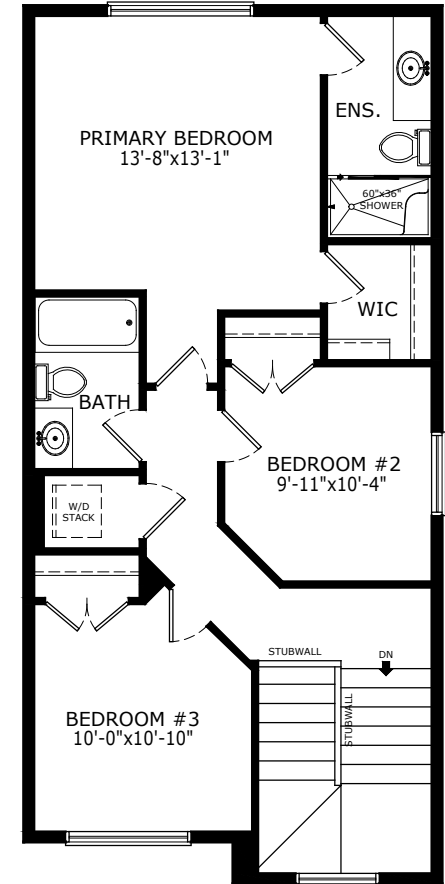 ENS.
PRIMARY BEDROOM
13'-8"x13'-1"
60"x36"
SHOWER
WIC
BATH
BEDROOM #2
9'-11"x10'-4"
W/D
STACK
STUBWALL
DN
STUBWALL
BEDROOM #3
10'-0"x10'-10"